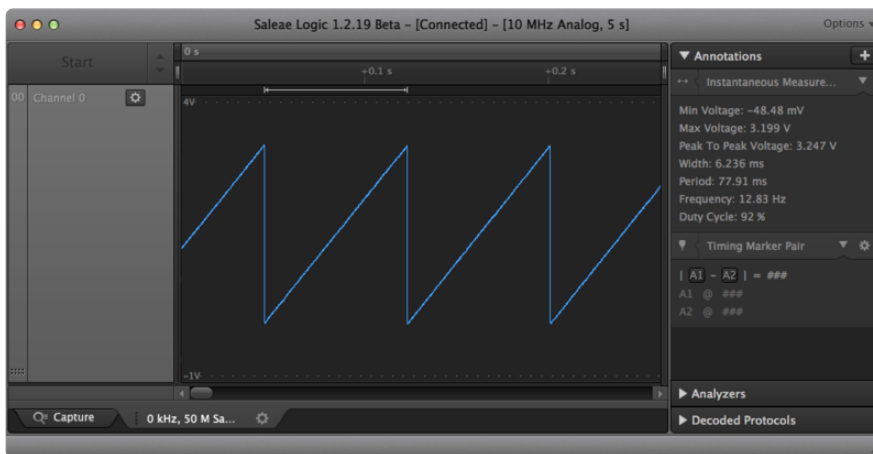 Saleae Logic 1.2.19 Beta – [Connected] – [10 MHz Analog, 5 s]
Options
Start
0 s
+0.1 s
+0.2 s
Annotations
Instantaneous Measure...
00 Channel 0
4V
-1V
Min Voltage: -48.48 mV
Max Voltage: 3.199 V
Peak To Peak Voltage: 3.247 V
Width: 6.236 ms
Period: 77.91 ms
Frequency: 12.83 Hz
Duty Cycle: 92 %
Timing Marker Pair
| A1 - A2 | = ###
A1 @ ###
A2 @ ###
Analyzers
Decoded Protocols
Capture
0 kHz, 50 M Sa...